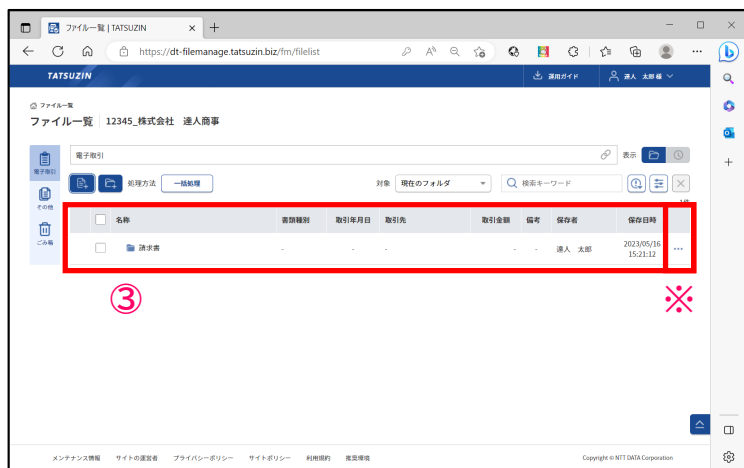 ファイル一覧 | TATSUZIN
https://dt-filemanage.tatsuzin.biz/fm/filelist
TATSUZIN
運用ガイド
達人 太郎 様
ファイル一覧
ファイル一覧 12345_株式会社 達人商事
電子取引
その他
ごみ箱
電子取引
表示
処理方法 一括処理
対象 現在のフォルダ
検索キーワード
名称 書類種別 取引年月日 取引先 取引金額 備考 保存者 保存日時
請求書 - - - - - 達人 太郎 2023/05/16
15:21:12
③
※
メンテナンス情報 サイトの運営者 プライバシーポリシー サイトポリシー 利用規約 推奨環境
Copyright © NTT DATA Corporation